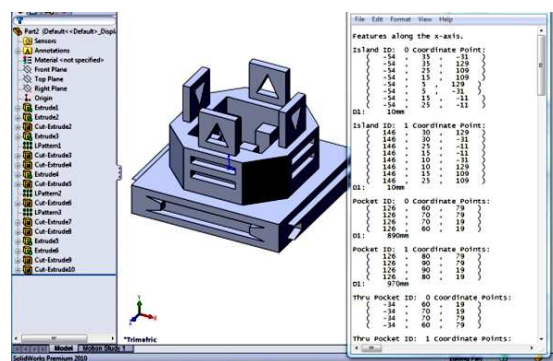 Part2 (Default<<Default>_Displ
Sensors
Annotations
Material <not specified>
Front Plane
Top Plane
Right Plane
Origin
Extrude1
Extrude2
Cut-Extrude2
Extrude3
LPattern1
Cut-Extrude3
Cut-Extrude4
Extrude4
Cut-Extrude5
LPattern2
Cut-Extrude6
LPattern3
Cut-Extrude7
Cut-Extrude8
Extrude5
Extrude6
Cut-Extrude9
Cut-Extrude10
*Trimetric
Model Motion Study 1
SolidWorks Premium 2010
File Edit Format View Help
Features along the x-axis.
Island ID: 0 Coordinate Point:
{ -54 , 35 , -31 }
{ -54 , 35 , 129 }
{ -54 , 25 , 109 }
{ -54 , 15 , 109 }
{ -54 , 5 , 129 }
{ -54 , 5 , -31 }
{ -54 , 15 , -11 }
{ -54 , 25 , -11 }
D1: 10mm
Island ID: 1 Coordinate Point:
{ 146 , 30 , 129 }
{ 146 , 30 , -31 }
{ 146 , 25 , -11 }
{ 146 , 15 , -11 }
{ 146 , 10 , -31 }
{ 146 , 10 , 129 }
{ 146 , 15 , 109 }
{ 146 , 25 , 109 }
D1: 10mm
Pocket ID: 0 Coordinate Points:
{ 126 , 60 , 79 }
{ 126 , 70 , 79 }
{ 126 , 70 , 19 }
{ 126 , 60 , 19 }
D1: 890mm
Pocket ID: 1 Coordinate Points:
{ 126 , 80 , 79 }
{ 126 , 90 , 79 }
{ 126 , 90 , 19 }
{ 126 , 80 , 19 }
D1: 970mm
Thru Pocket ID: 0 Coordinate Points:
{ -34 , 60 , 19 }
{ -34 , 70 , 19 }
{ -34 , 70 , 79 }
{ -34 , 60 , 79 }
Thru Pocket ID: 1 Coordinate Points: